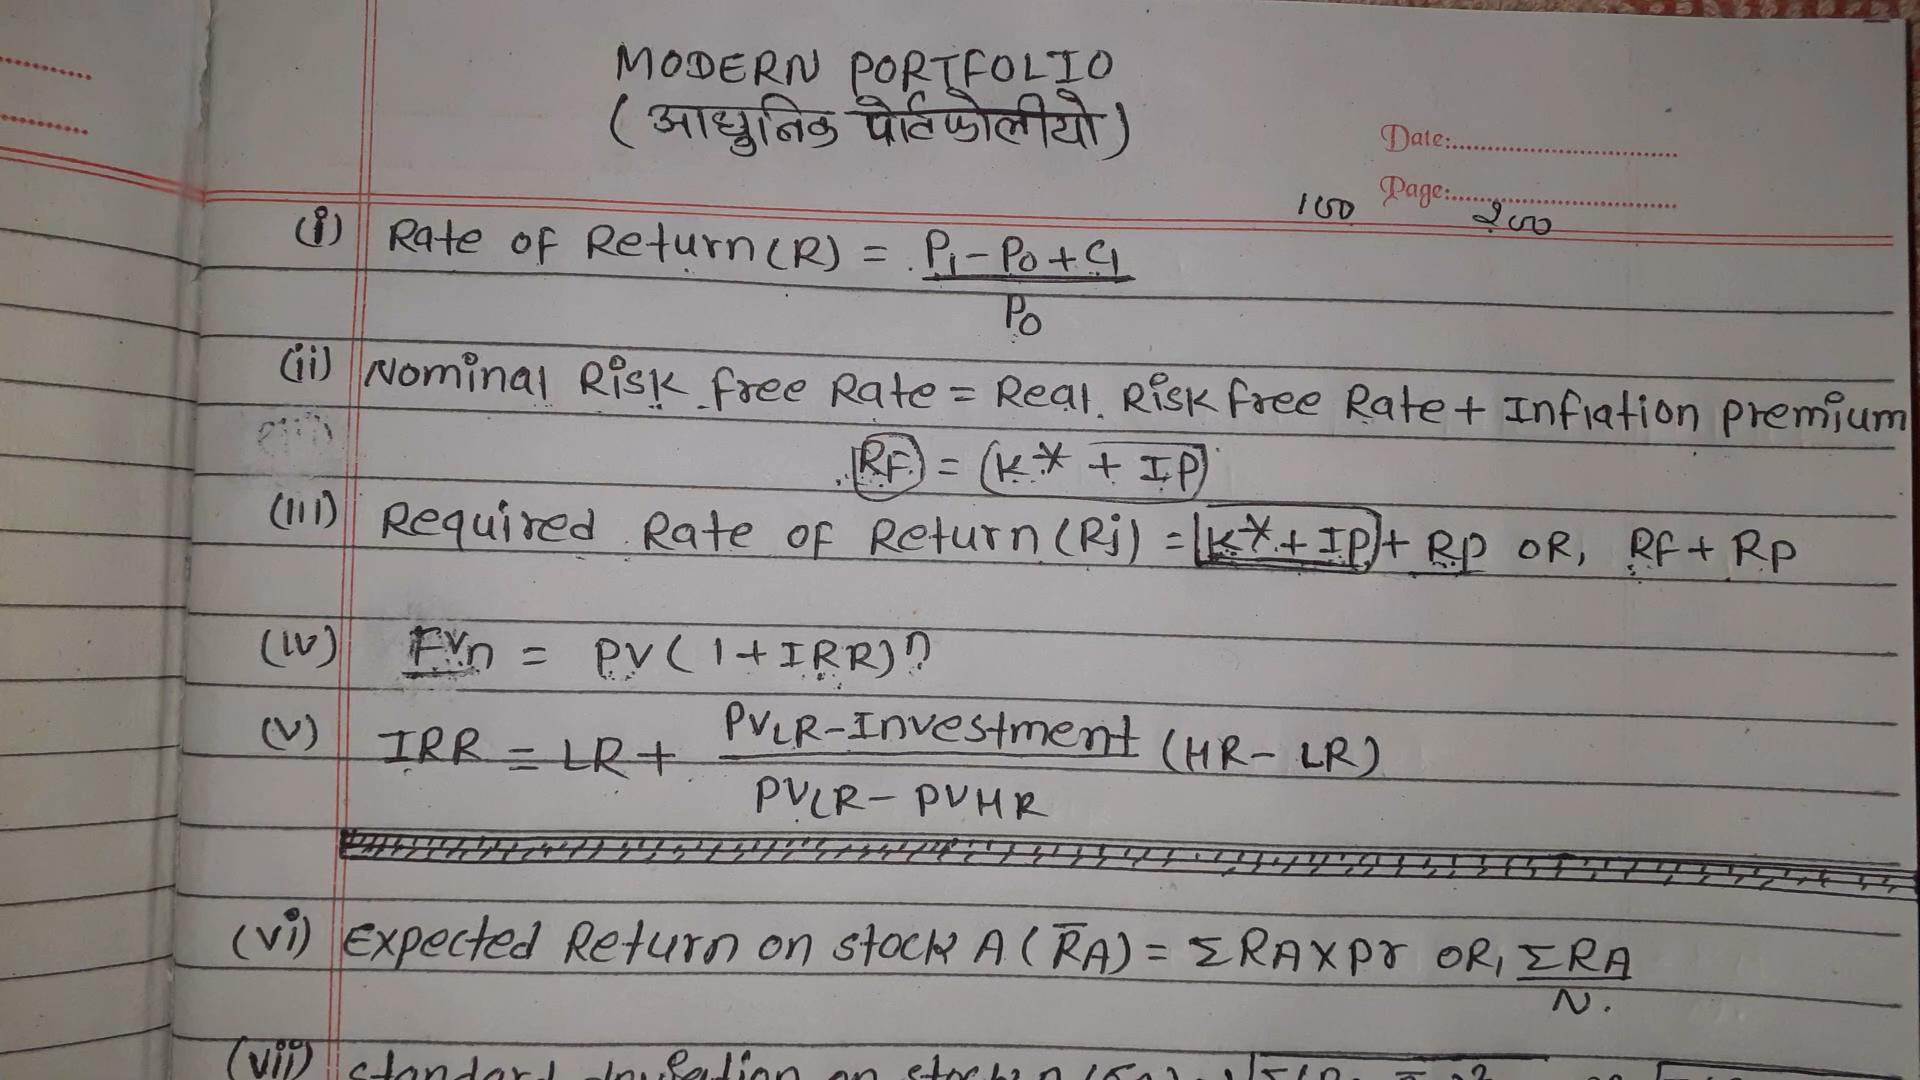 MODERN PORTFOLIO
(आधुनिक पोर्टफोलीयो)
Date:
Page:
100 200
(i) Rate of Return (R) = P1 - P0 + C1
P0
(ii) Nominal Risk free Rate = Real Risk free Rate + Inflation premium
RF = (K* + IP)
(iii) Required Rate of Return (Rj) = K* + IP + RP OR, RF + RP
(iv) FVn = PV (1 + IRR)n
(v) IRR = LR + PVLR - Investment (HR - LR)
PVLR - PVHR
(vi) Expected Return on stock A (R̄A) = ΣRA x Pr OR, ΣRA
N.
(vii) standard